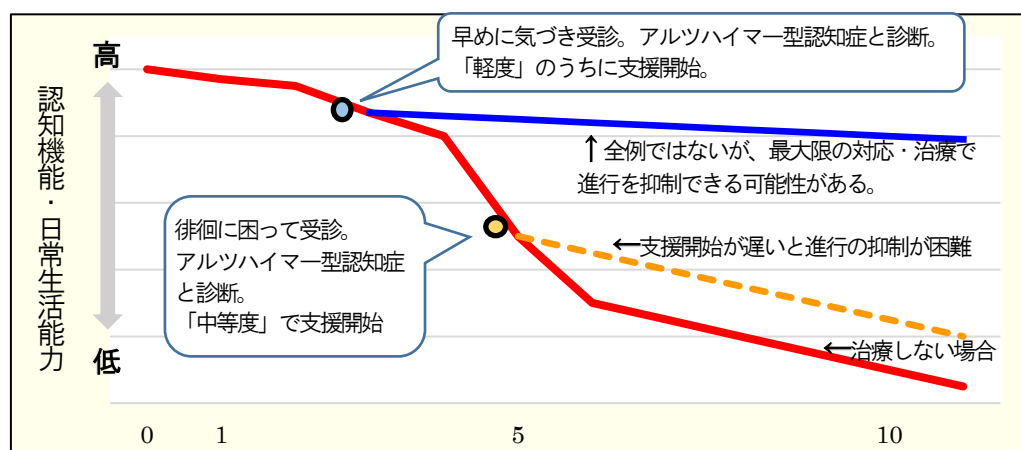 高
認知機能・日常生活能力
低
早めに気づき受診。アルツハイマー型認知症と診断。
「軽度」のうちに支援開始。
↑全例ではないが、最大限の対応・治療で
進行を抑制できる可能性がある。
徘徊に困って受診。
アルツハイマー型認知症
と診断。
「中等度」で支援開始
←支援開始が遅いと進行の抑制が困難
←治療しない場合
0 1 5 10